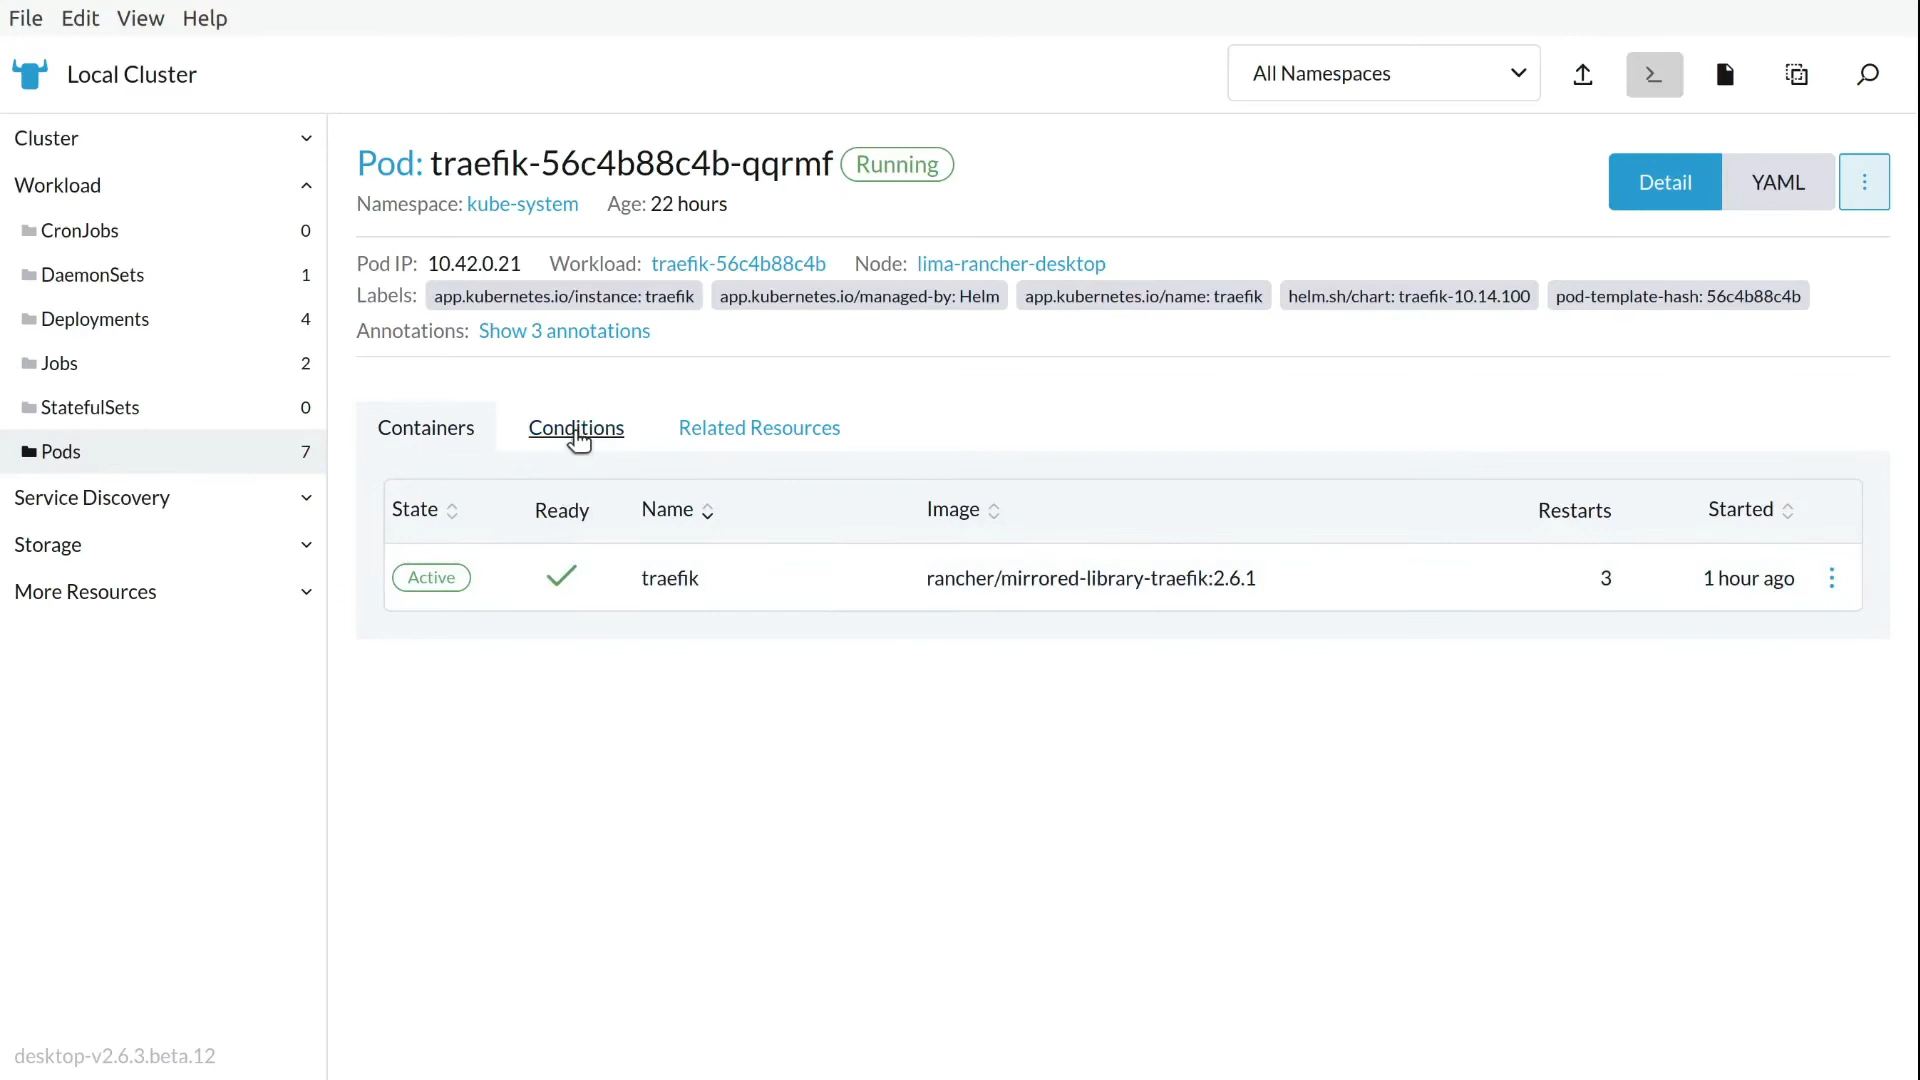 File Edit View Help
Local Cluster
All Namespaces
Cluster
Workload
CronJobs 0
DaemonSets 1
Deployments 4
Jobs 2
StatefulSets 0
Pods 7
Service Discovery
Storage
More Resources
desktop-v2.6.3.beta.12
Pod: traefik-56c4b88c4b-qqrmf Running
Detail YAML
Namespace: kube-system Age: 22 hours
Pod IP: 10.42.0.21 Workload: traefik-56c4b88c4b Node: lima-rancher-desktop
Labels: app.kubernetes.io/instance: traefik app.kubernetes.io/managed-by: Helm app.kubernetes.io/name: traefik helm.sh/chart: traefik-10.14.100 pod-template-hash: 56c4b88c4b
Annotations: Show 3 annotations
Containers Conditions Related Resources
State Ready Name Image Restarts Started
Active traefik rancher/mirrored-library-traefik:2.6.1 3 1 hour ago